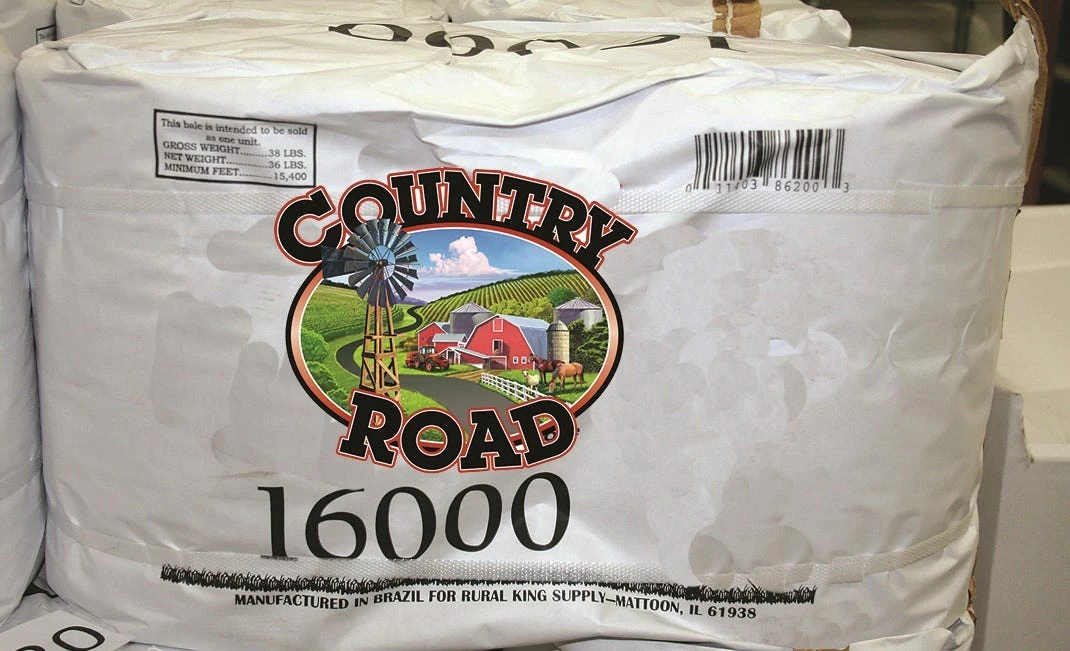 16000
This bale is intended to be sold
as one unit.
GROSS WEIGHT.........38 LBS.
NET WEIGHT..............36 LBS.
MINIMUM FEET.........15,400
0 11403 86200 3
COUNTRY
ROAD
16000
MANUFACTURED IN BRAZIL FOR RURAL KING SUPPLY–MATTOON, IL 61938